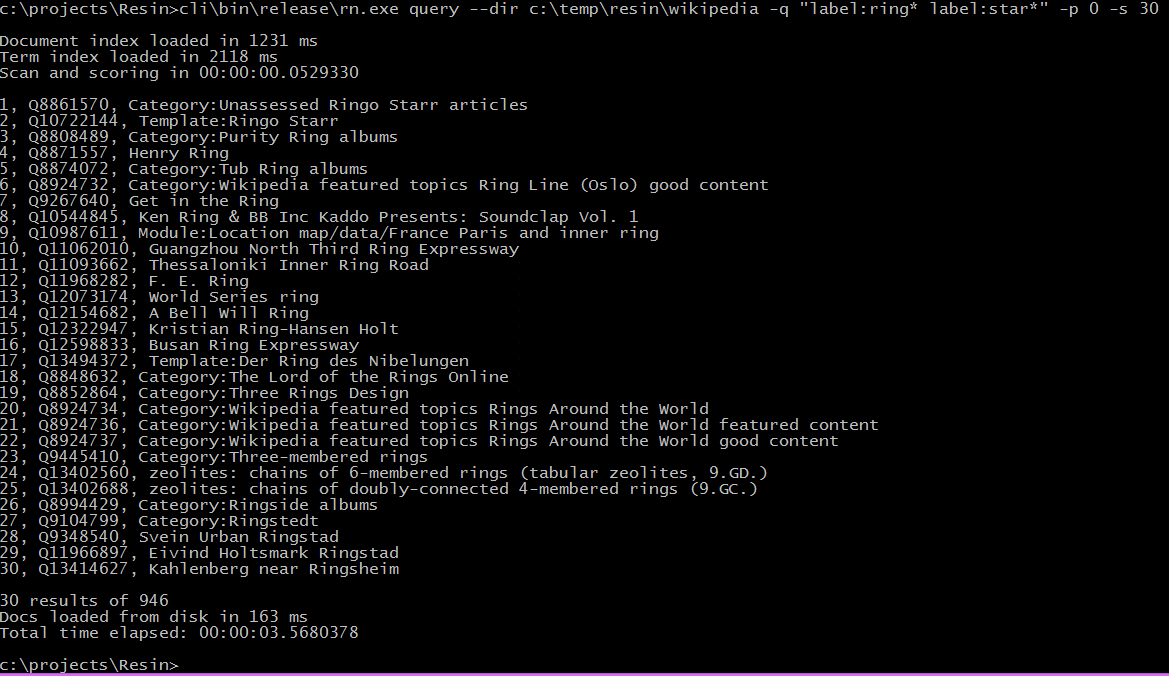 c:\projects\Resin>cli\bin\release\rn.exe query --dir c:\temp\resin\wikipedia -q "label:ring* label:star*" -p 0 -s 30
Document index loaded in 1231 ms
Term index loaded in 2118 ms
Scan and scoring in 00:00:00.0529330
1, Q8861570, Category:Unassessed Ringo Starr articles
2, Q10722144, Template:Ringo Starr
3, Q8808489, Category:Purity Ring albums
4, Q8871557, Henry Ring
5, Q8874072, Category:Tub Ring albums
6, Q8924732, Category:Wikipedia featured topics Ring Line (Oslo) good content
7, Q9267640, Get in the Ring
8, Q10544845, Ken Ring & BB Inc Kaddo Presents: Soundclap Vol. 1
9, Q10987611, Module:Location map/data/France Paris and inner ring
10, Q11062010, Guangzhou North Third Ring Expressway
11, Q11093662, Thessaloniki Inner Ring Road
12, Q11968282, F. E. Ring
13, Q12073174, World Series ring
14, Q12154682, A Bell Will Ring
15, Q12322947, Kristian Ring-Hansen Holt
16, Q12598833, Busan Ring Expressway
17, Q13494372, Template:Der Ring des Nibelungen
18, Q8848632, Category:The Lord of the Rings Online
19, Q8852864, Category:Three Rings Design
20, Q8924734, Category:Wikipedia featured topics Rings Around the World
21, Q8924736, Category:Wikipedia featured topics Rings Around the World featured content
22, Q8924737, Category:Wikipedia featured topics Rings Around the World good content
23, Q9445410, Category:Three-membered rings
24, Q13402560, zeolites: chains of 6-membered rings (tabular zeolites, 9.GD.)
25, Q13402688, zeolites: chains of doubly-connected 4-membered rings (9.GC.)
26, Q8994429, Category:Ringside albums
27, Q9104799, Category:Ringstedt
28, Q9348540, Svein Urban Ringstad
29, Q11966897, Eivind Holtsmark Ringstad
30, Q13414627, Kahlenberg near Ringsheim
30 results of 946
Docs loaded from disk in 163 ms
Total time elapsed: 00:00:03.5680378
c:\projects\Resin>